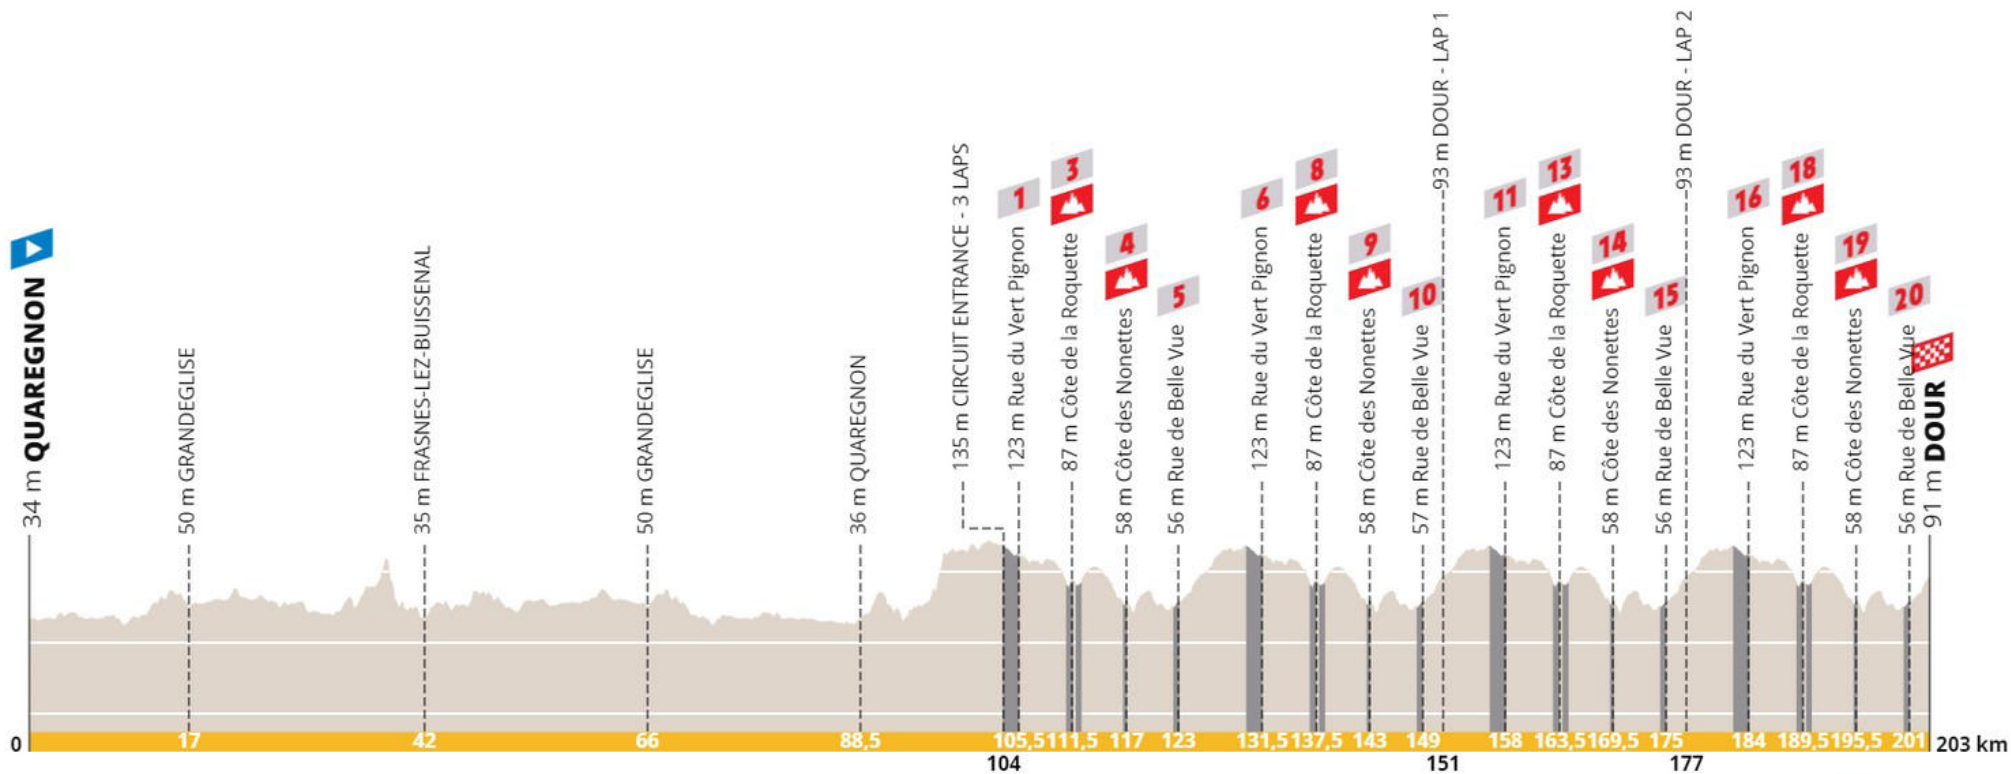 34 m QUAREGNON
50 m GRANDEGLISE
35 m FRASNES-LEZ-BUISSENAL
50 m GRANDEGLISE
36 m QUAREGNON
135 m CIRCUIT ENTRANCE - 3 LAPS
1
123 m Rue du Vert Pignon
3
87 m Côte de la Roquette
4
58 m Côte des Nonettes
5
56 m Rue de Belle Vue
6
123 m Rue du Vert Pignon
8
87 m Côte de la Roquette
9
58 m Côte des Nonettes
10
57 m Rue de Belle Vue
93 m DOUR - LAP 1
11
123 m Rue du Vert Pignon
13
87 m Côte de la Roquette
14
58 m Côte des Nonettes
15
56 m Rue de Belle Vue
93 m DOUR - LAP 2
16
123 m Rue du Vert Pignon
18
87 m Côte de la Roquette
19
58 m Côte des Nonettes
20
56 m Rue de Belle Vue
91 m DOUR
0 17 42 66 88,5 105,5 111,5 117 123 131,5 137,5 143 149 158 163,5 169,5 175 184 189,5 195,5 201 203 km
104 151 177